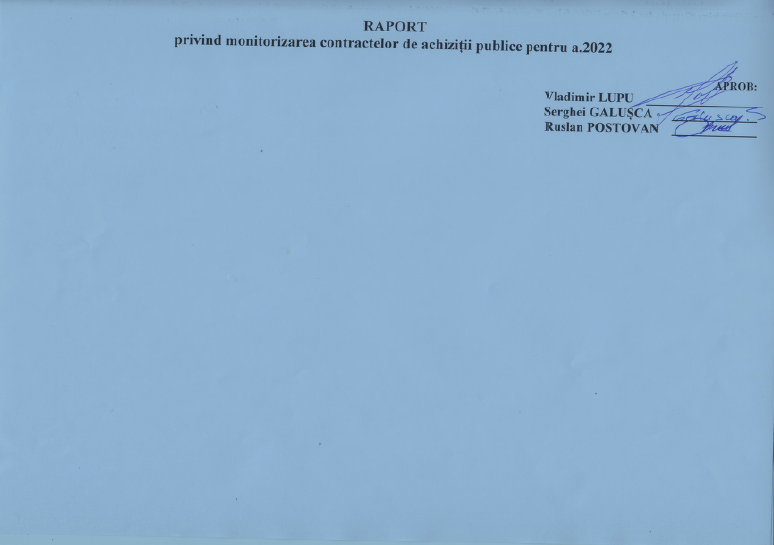 RAPORT
privind monitorizarea contractelor de achiziții publice pentru a.2022
APROB:
Vladimir LUPU
Serghei GALUȘCA
Ruslan POSTOVAN